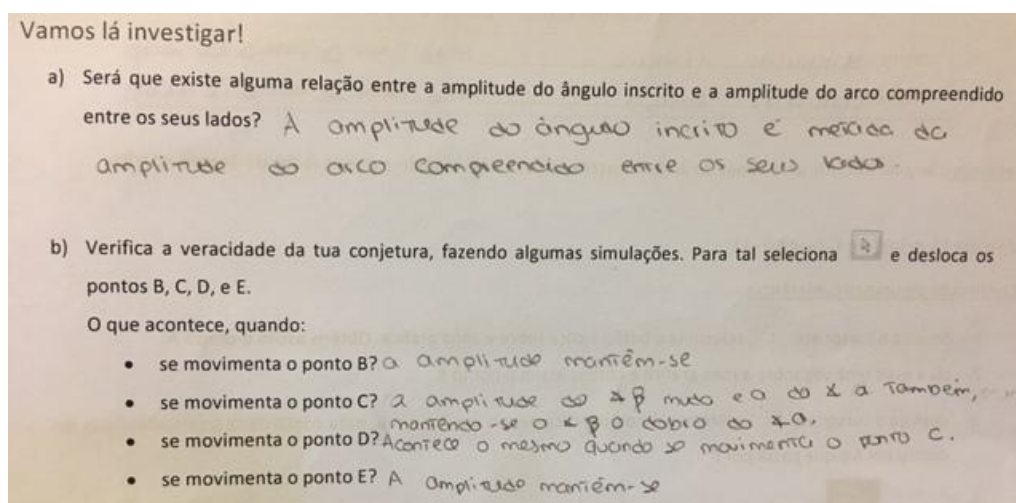 Vamos lá investigar!
a) Será que existe alguma relação entre a amplitude do ângulo inscrito e a amplitude do arco compreendido
entre os seus lados? A amplitude do ângulo incrito é metade da
amplitude do arco compreendido entre os seus lados.
b) Verifica a veracidade da tua conjetura, fazendo algumas simulações. Para tal seleciona e desloca os
pontos B, C, D, e E.
O que acontece, quando:
• se movimenta o ponto B? a amplitude mantêm-se
• se movimenta o ponto C? a amplitude do ∢β muda e a do ∢ α também,
mantendo-se o ∢ β o dobro do ∢α.
• se movimenta o ponto D? Acontece o mesmo quando se movimenta o ponto C.
• se movimenta o ponto E? A amplitude mantém-se